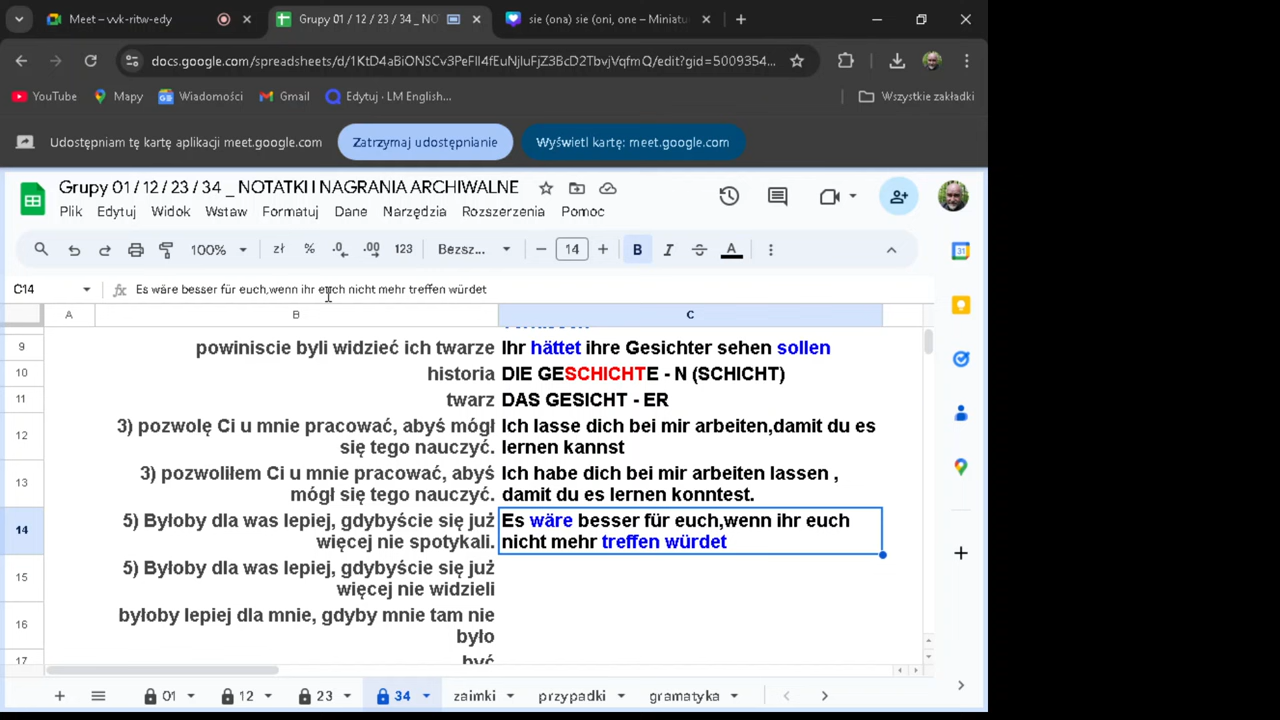 Meet – vvk-ritw-edy
Grupy 01 / 12 / 23 / 34 _ NO
sie (ona) sie (oni, one – Miniatu
docs.google.com/spreadsheets/d/1KtD4aBiONSCv3PeFlI4fEuNjluFjZ3BcD2TbvjVqfmQ/edit?gid=5009354...
YouTube
Mapy
Wiadomości
Gmail
Edytuj · LM English...
Wszystkie zakładki
Udostępniam tę kartę aplikacji meet.google.com
Zatrzymaj udostępnianie
Wyświetl kartę: meet.google.com
Grupy 01 / 12 / 23 / 34 _ NOTATKI I NAGRANIA ARCHIWALNE
Plik Edytuj Widok Wstaw Formatuj Dane Narzędzia Rozszerzenia Pomoc
100% zł % .0 .00 123 Bezsz... 14 B I A
C14 fx Es wäre besser für euch,wenn ihr euch nicht mehr treffen würdet
A B C
9 powiniscie byli widzieć ich twarze Ihr hättet ihre Gesichter sehen sollen
10 historia DIE GESCHICHTE - N (SCHICHT)
11 twarz DAS GESICHT - ER
12 3) pozwolę Ci u mnie pracować, abyś mógł Ich lasse dich bei mir arbeiten,damit du es
się tego nauczyć. lernen kannst
13 3) pozwoliłem Ci u mnie pracować, abyś Ich habe dich bei mir arbeiten lassen ,
mógł się tego nauczyć. damit du es lernen konntest.
14 5) Byłoby dla was lepiej, gdybyście się już Es wäre besser für euch,wenn ihr euch
więcej nie spotykali. nicht mehr treffen würdet
15 5) Byłoby dla was lepiej, gdybyście się już
więcej nie widzieli
16 byłoby lepiej dla mnie, gdyby mnie tam nie
było
17 być
01 12 23 34 zaimki przypadki gramatyka